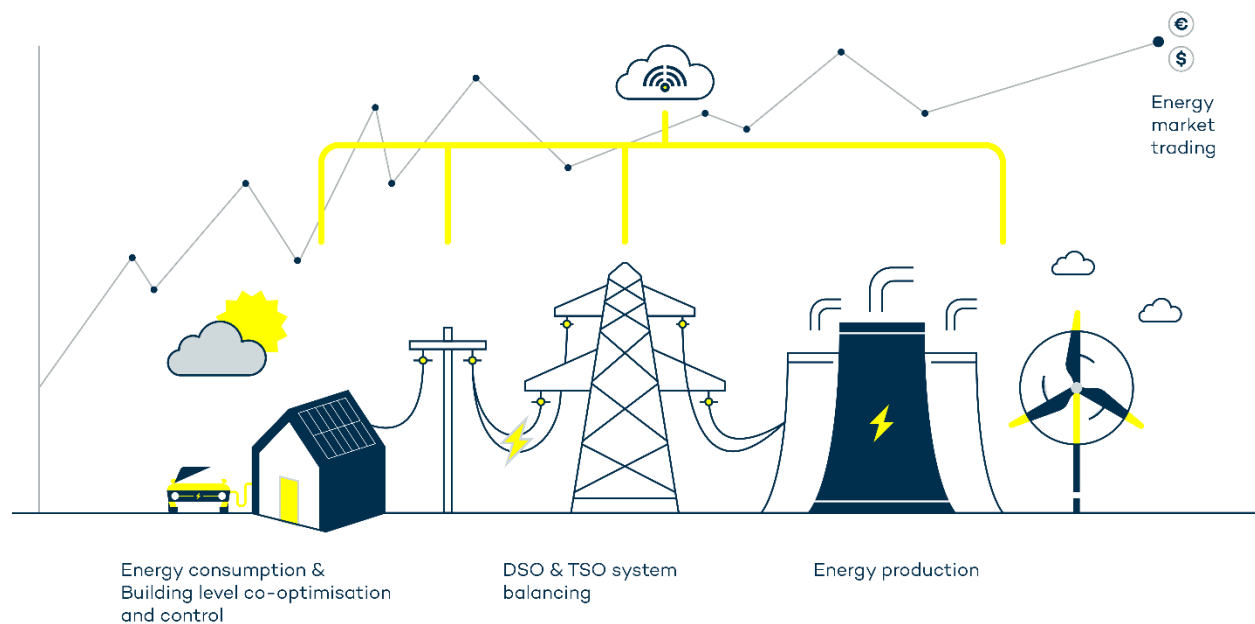 €
$
Energy
market
trading
Energy consumption &
Building level co-optimisation
and control
DSO & TSO system
balancing
Energy production